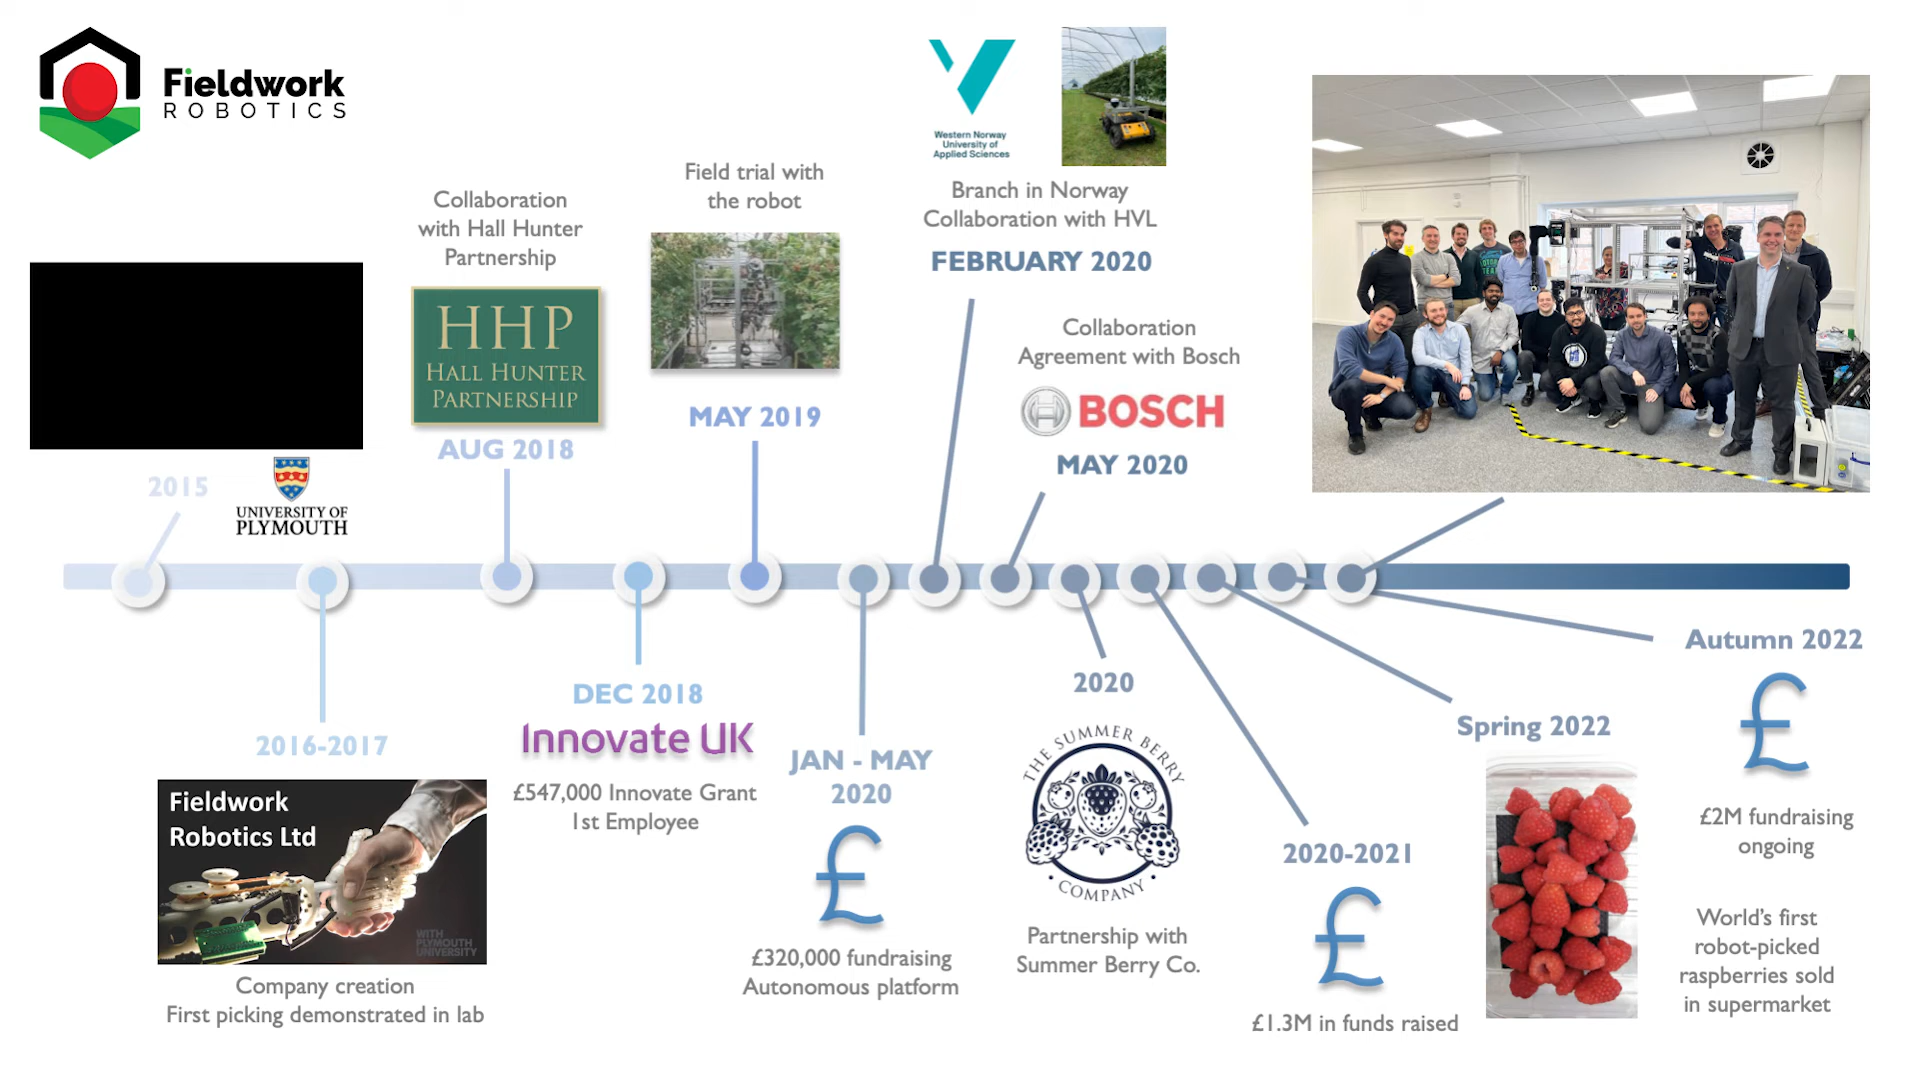 Fieldwork
ROBOTICS
2015
UNIVERSITY OF
PLYMOUTH
2016-2017
Fieldwork
Robotics Ltd
WITH
PLYMOUTH
UNIVERSITY
Company creation
First picking demonstrated in lab
Collaboration
with Hall Hunter
Partnership
HHP
HALL HUNTER
PARTNERSHIP
AUG 2018
DEC 2018
Innovate UK
£547,000 Innovate Grant
1st Employee
Field trial with
the robot
MAY 2019
JAN - MAY
2020
£
£320,000 fundraising
Autonomous platform
Western Norway
University of
Applied Sciences
Branch in Norway
Collaboration with HVL
FEBRUARY 2020
Collaboration
Agreement with Bosch
BOSCH
MAY 2020
2020
THE SUMMER BERRY
• COMPANY •
Partnership with
Summer Berry Co.
2020-2021
£
£1.3M in funds raised
Spring 2022
Autumn 2022
£
£2M fundraising
ongoing
World's first
robot-picked
raspberries sold
in supermarket